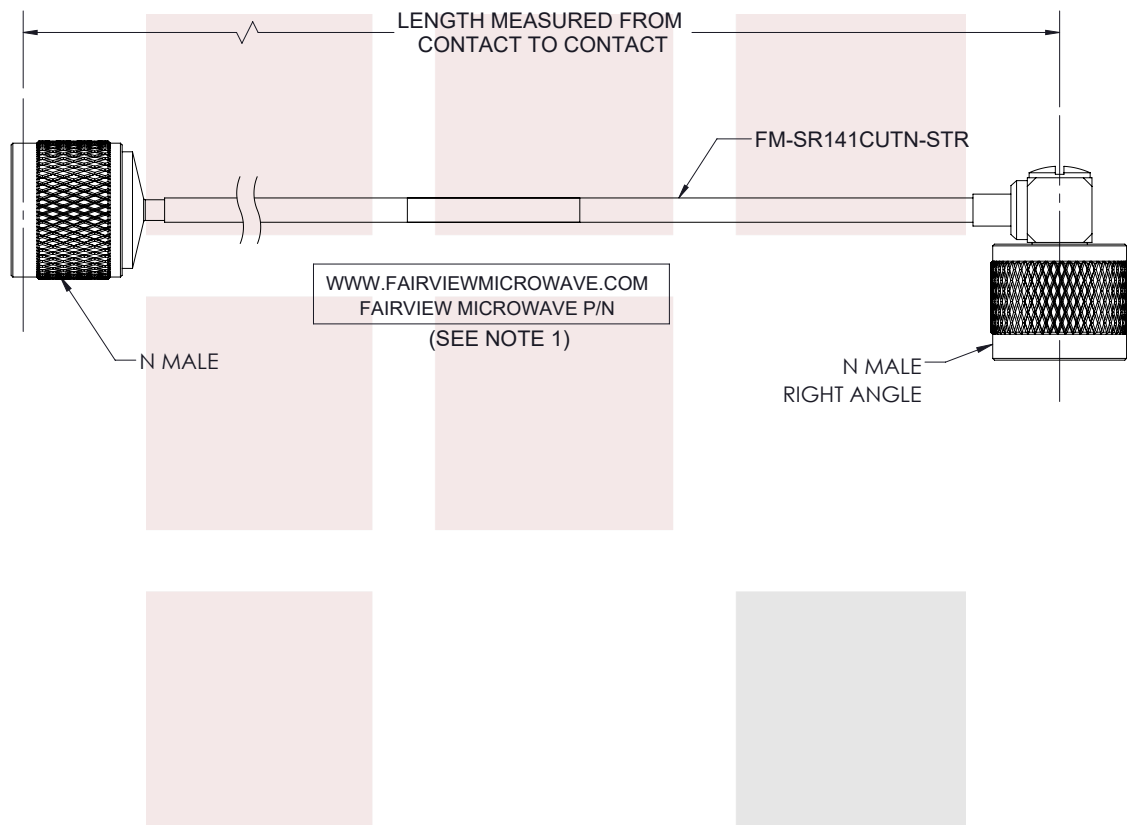 LENGTH MEASURED FROM
CONTACT TO CONTACT
FM-SR141CUTN-STR
WWW.FAIRVIEWMICROWAVE.COM
FAIRVIEW MICROWAVE P/N
(SEE NOTE 1)
N MALE
N MALE
RIGHT ANGLE